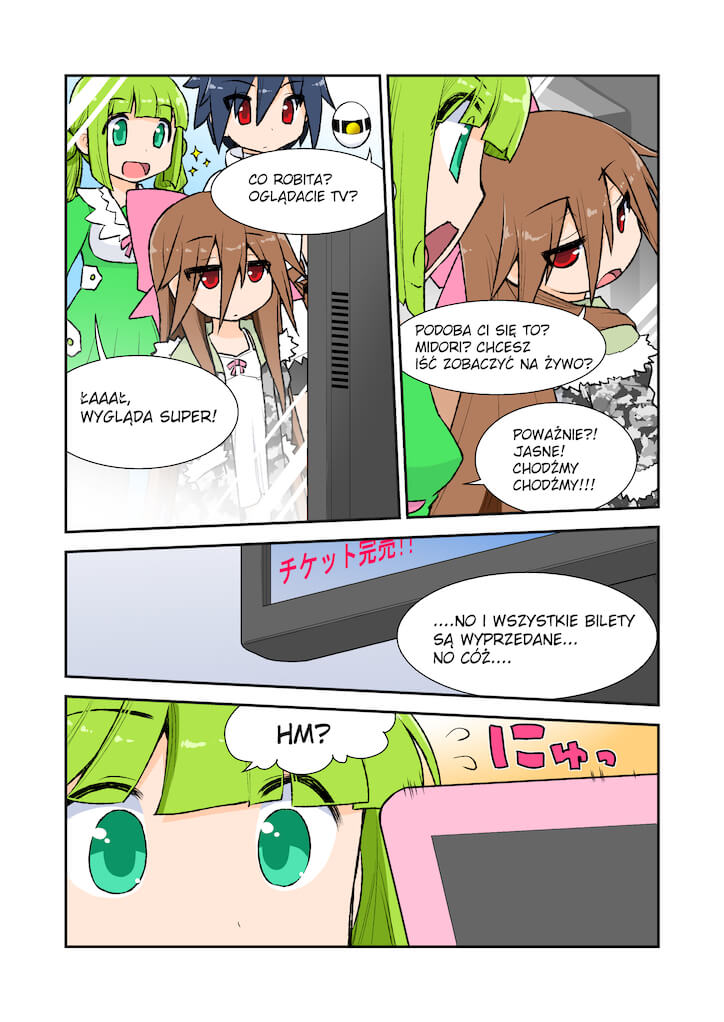 CO ROBITA?
OGLĄDACIE TV?
ŁAAAŁ,
WYGLĄDA SUPER!
PODOBA CI SIĘ TO?
MIDORI? CHCESZ
IŚĆ ZOBACZYĆ NA ŻYWO?
POWAŻNIE?!
JASNE!
CHODŹMY
CHODŹMY!!!
チケット完売!!
....NO I WSZYSTKIE BILETY
SĄ WYPRZEDANE...
NO CÓŻ....
HM?
にゅっ